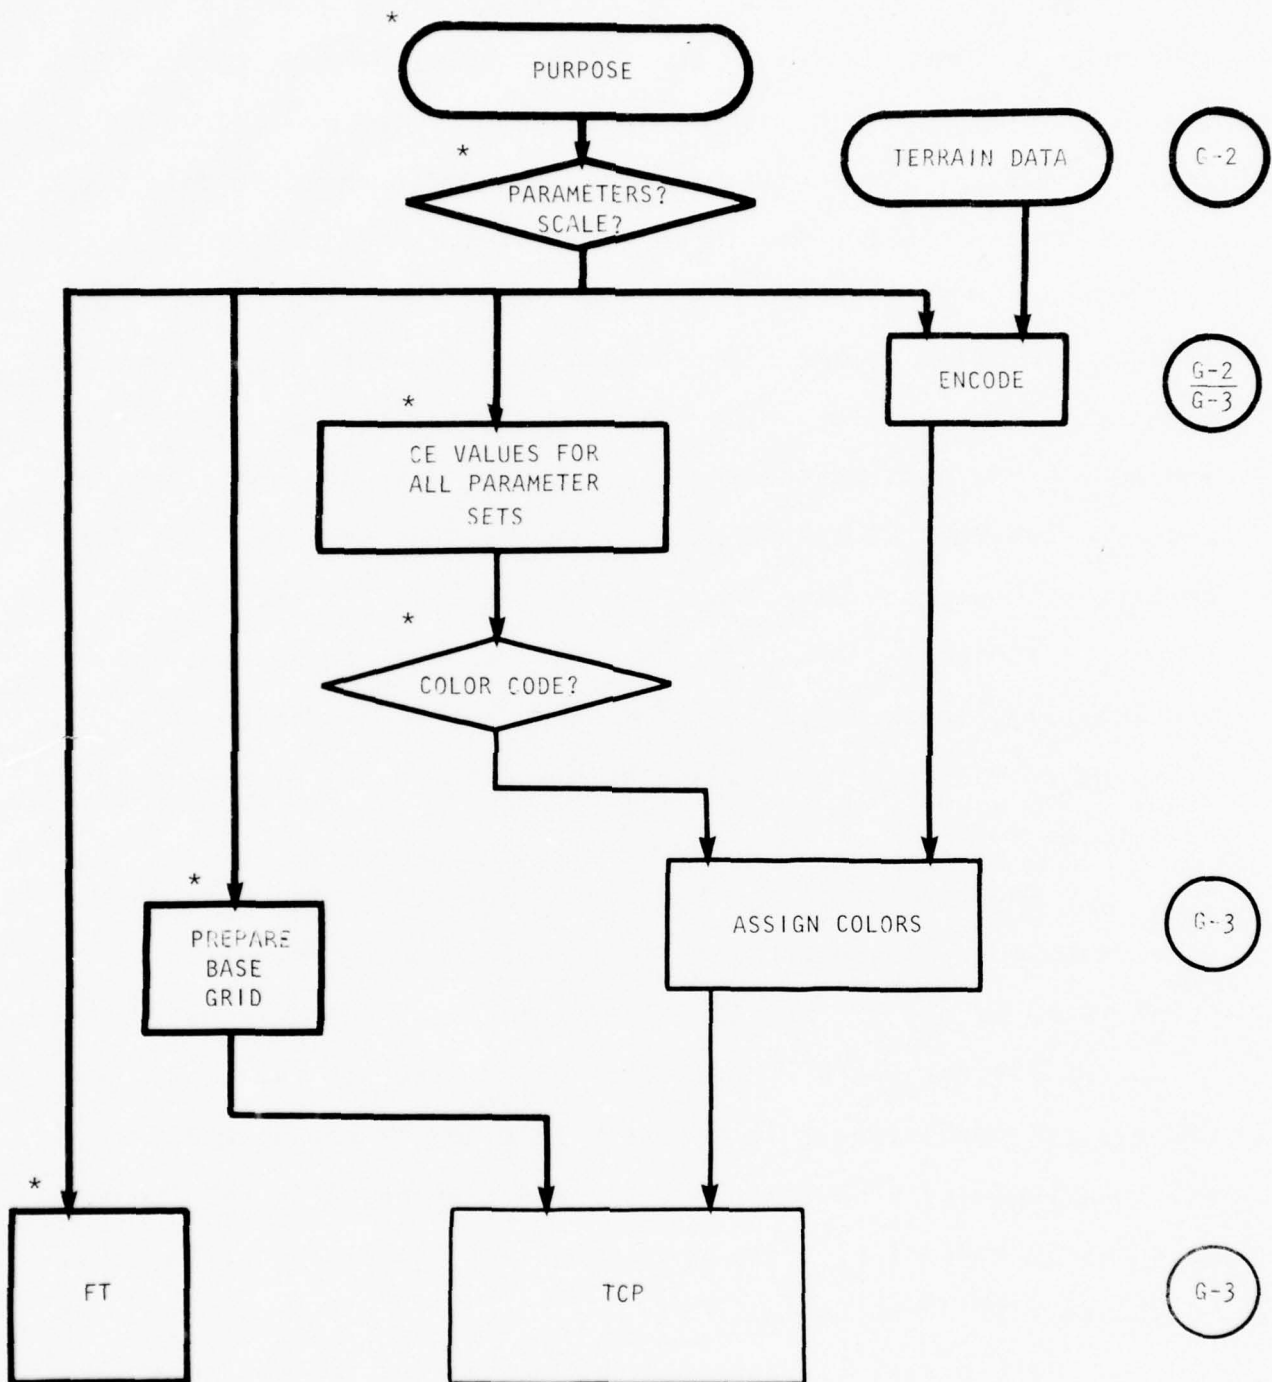 *
PURPOSE
*
PARAMETERS?
SCALE?
TERRAIN DATA
G-2
ENCODE
G-2
G-3
*
CE VALUES FOR
ALL PARAMETER
SETS
*
COLOR CODE?
*
PREPARE
BASE
GRID
ASSIGN COLORS
G-3
*
FT
TCP
G-3